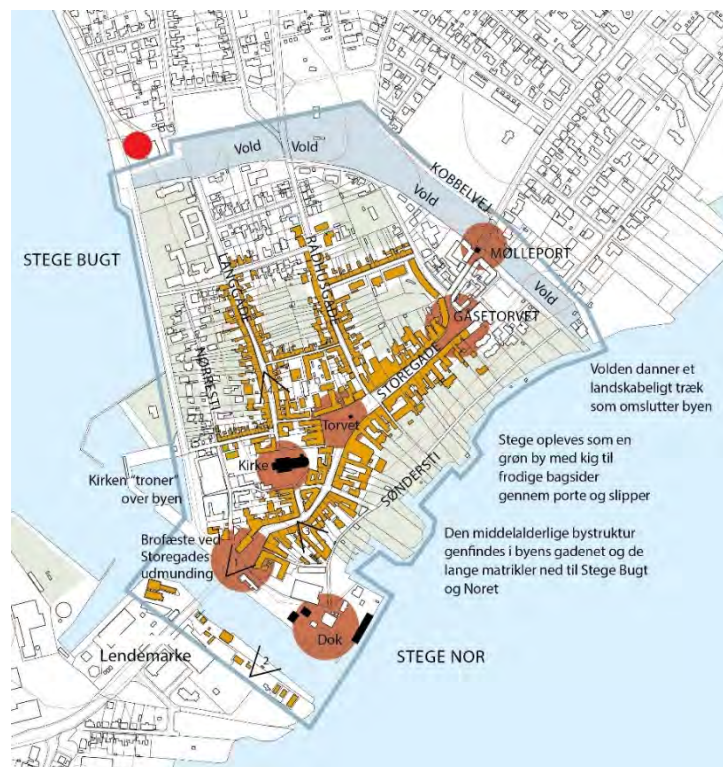 Vold
Vold
KOBBELVEJ
Vold
MØLLEPORT
STEGE BUGT
LANGGADE
RÅDHUSGADE
GÅSETORVET
Vold
NØRRESTI
STOREGADE
Volden danner et
landskabeligt træk
som omslutter byen
Torvet
Stege opleves som en
grøn by med kig til
frodige bagsider
gennem porte og slipper
Kirke
Kirken "troner"
over byen
SØNDERSTI
Den middelalderlige bystruktur
genfindes i byens gadenet og de
lange matrikler ned til Stege Bugt
og Noret
Brofæste ved
Storegades
udmunding
1
Dok
Lendemarke
2
STEGE NOR